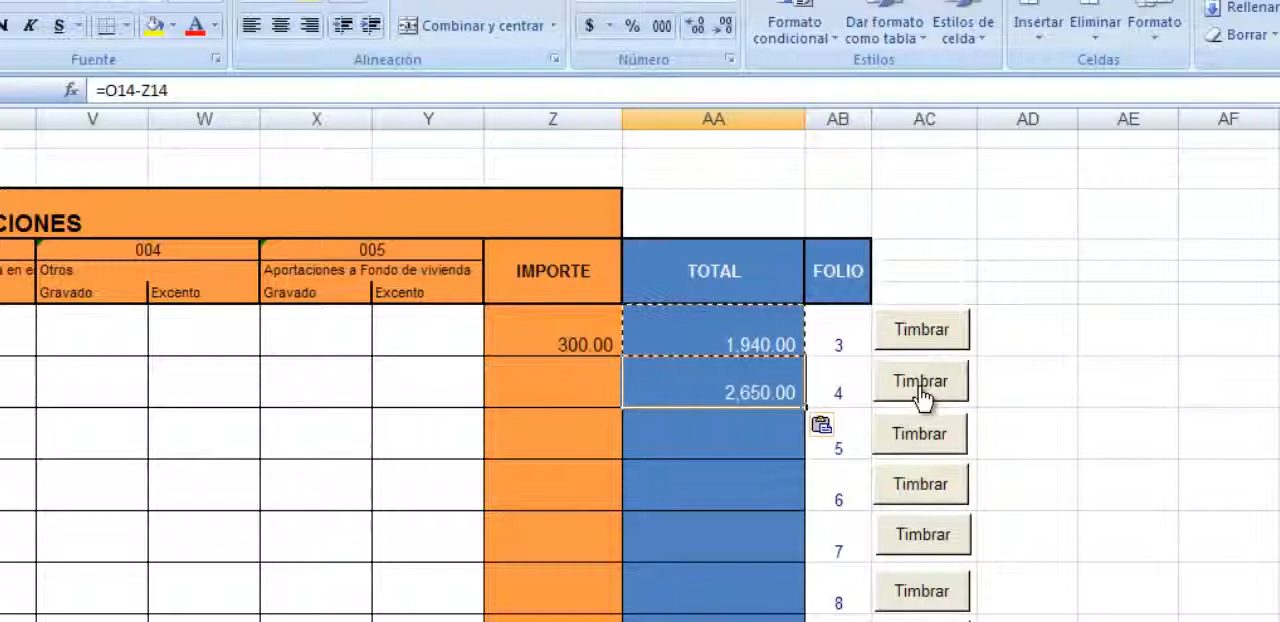 N K S A Combinar y centrar $ % 000 Formato condicional Dar formato como tabla Estilos de celda Insertar Eliminar Formato Rellenar
Borrar
Fuente Alineación Número Estilos Celdas
fx =O14-Z14
V W X Y Z AA AB AC AD AE AF
CIONES
004 005
a en e Otros Aportaciones a Fondo de vivienda IMPORTE TOTAL FOLIO
Gravado Excento Gravado Excento
300.00 1,940.00 3 Timbrar
2,650.00 4 Timbrar
5 Timbrar
6 Timbrar
7 Timbrar
8 Timbrar